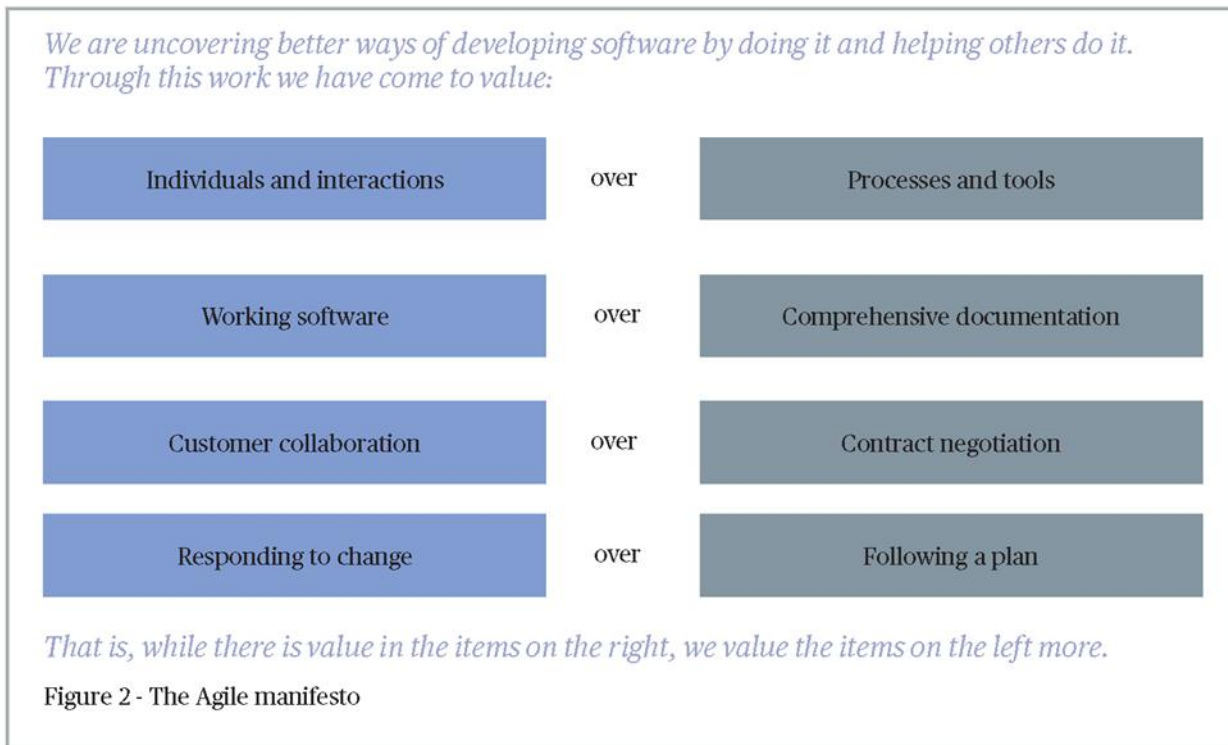 We are uncovering better ways of developing software by doing it and helping others do it.
Through this work we have come to value:
Individuals and interactions over Processes and tools
Working software over Comprehensive documentation
Customer collaboration over Contract negotiation
Responding to change over Following a plan
That is, while there is value in the items on the right, we value the items on the left more.
Figure 2 - The Agile manifesto